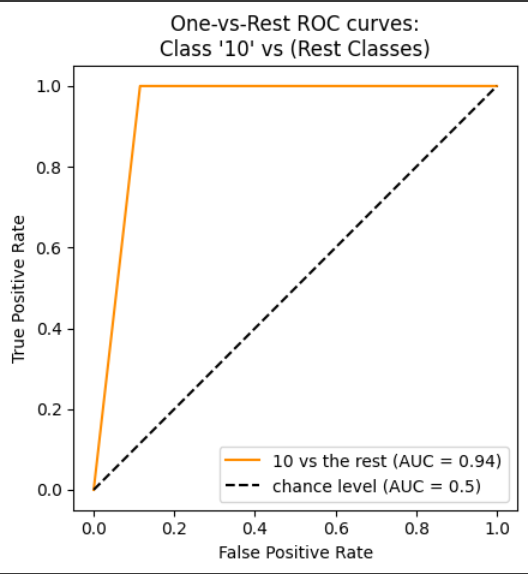 One-vs-Rest ROC curves:
Class '10' vs (Rest Classes)
True Positive Rate
1.0
0.8
0.6
0.4
0.2
0.0
10 vs the rest (AUC = 0.94)
chance level (AUC = 0.5)
0.0 0.2 0.4 0.6 0.8 1.0
False Positive Rate